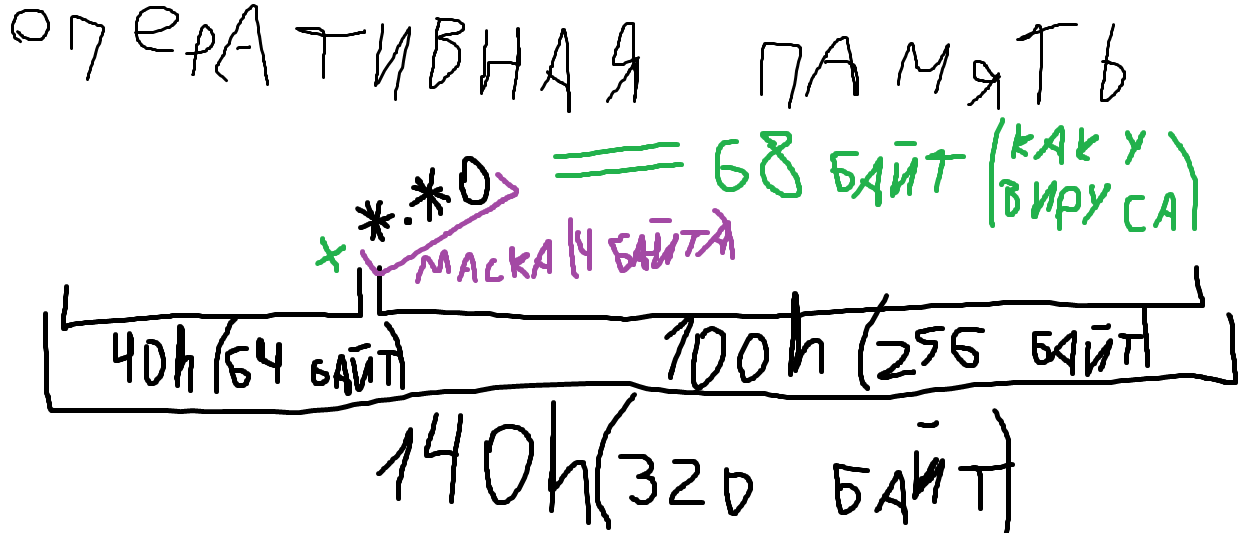 ОПЕРАТИВНАЯ ПАМЯТЬ
*.*0 = 68 БАЙТ (КАК У
ВИРУСА)
+ МАСКА (4 БАЙТА)
40h (64 БАЙТ) 100h (256 БАЙТ)
140h (320 БАЙТ)